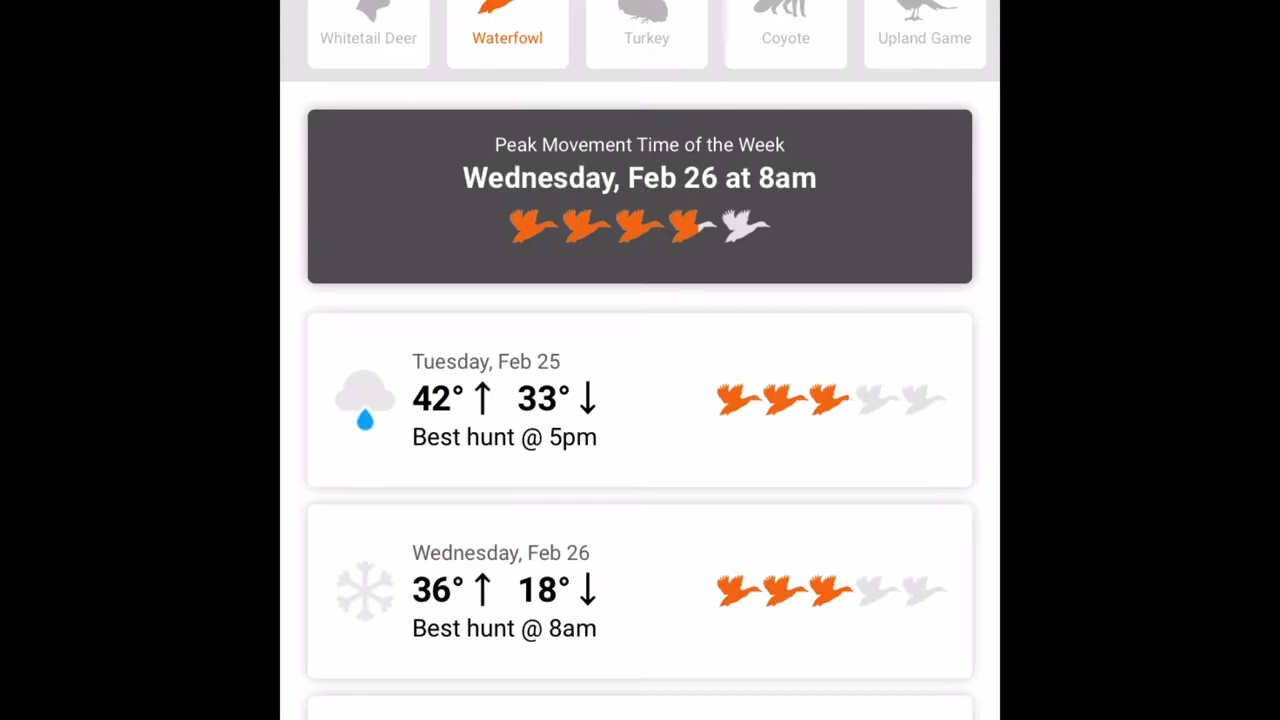 Whitetail Deer
Waterfowl
Turkey
Coyote
Upland Game
Peak Movement Time of the Week
Wednesday, Feb 26 at 8am
Tuesday, Feb 25
42° ↑ 33° ↓
Best hunt @ 5pm
Wednesday, Feb 26
36° ↑ 18° ↓
Best hunt @ 8am